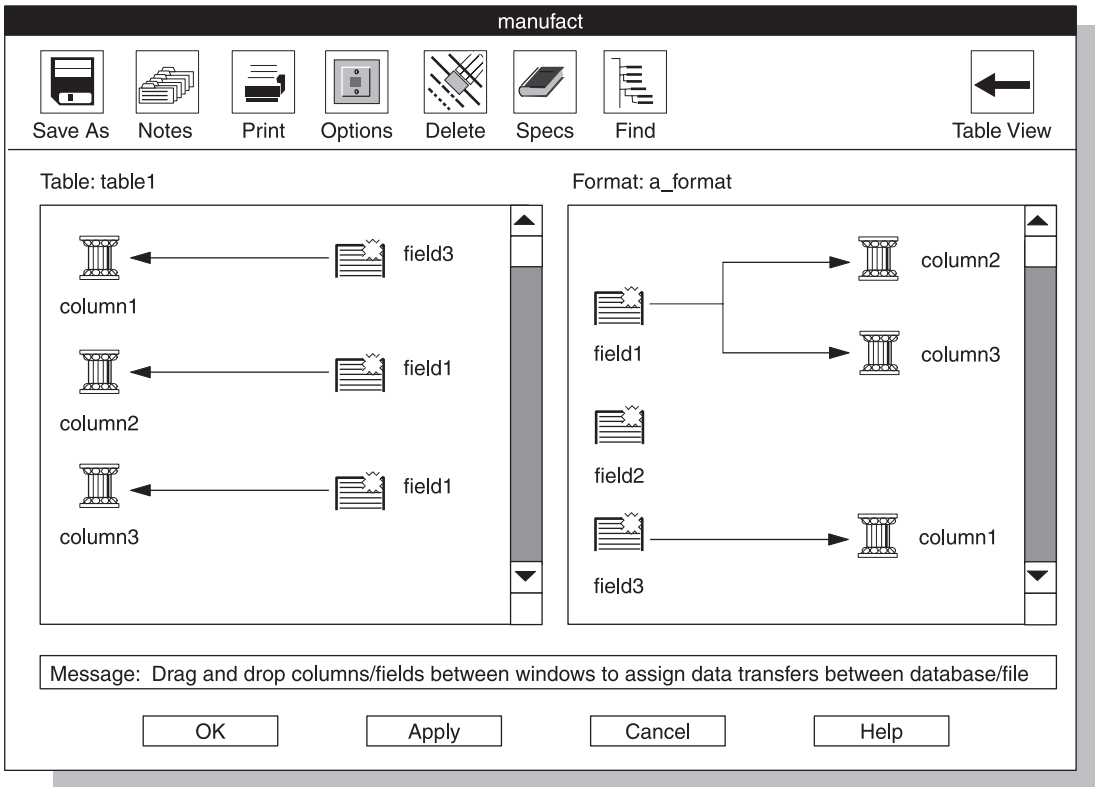 manufact
Save As Notes Print Options Delete Specs Find Table View
Table: table1
field3
column1
field1
column2
field1
column3
Format: a_format
column2
field1
column3
field2
column1
field3
Message: Drag and drop columns/fields between windows to assign data transfers between database/file
OK Apply Cancel Help